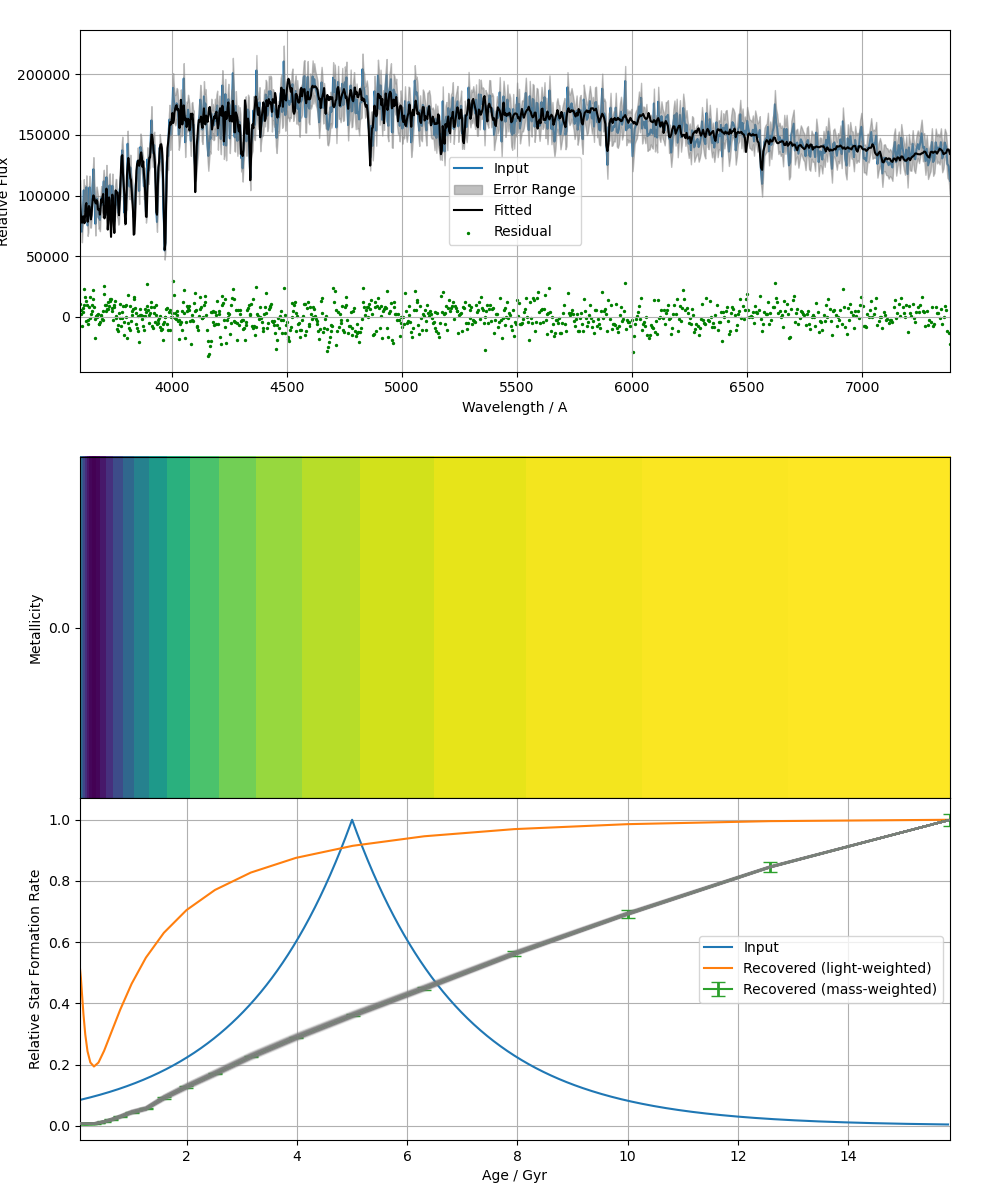 200000
150000
100000
50000
0
Relative Flux
Input
Error Range
Fitted
Residual
4000 4500 5000 5500 6000 6500 7000
Wavelength / A
Metallicity
0.0
1.0
0.8
0.6
0.4
0.2
0.0
Relative Star Formation Rate
Input
Recovered (light-weighted)
Recovered (mass-weighted)
2 4 6 8 10 12 14
Age / Gyr